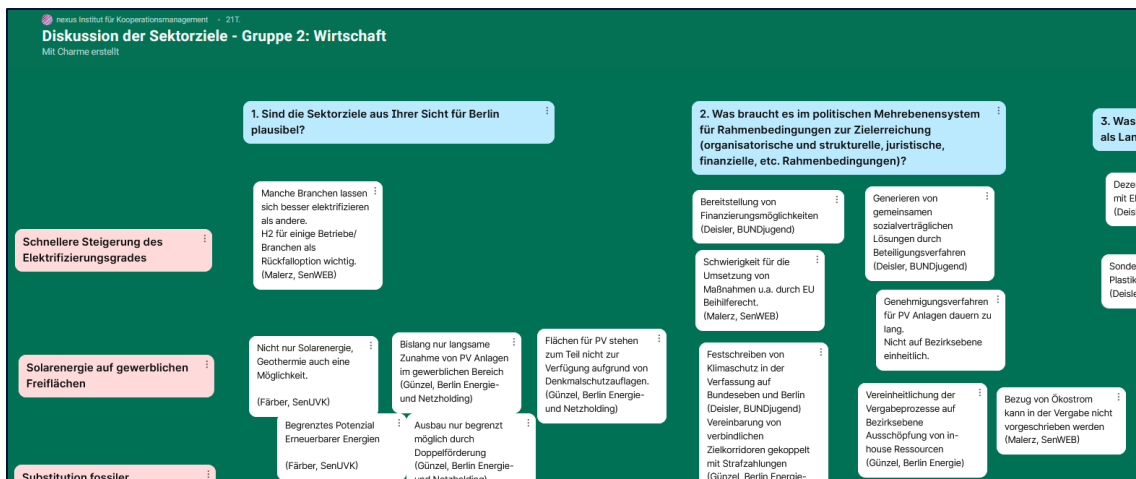 nexus Institut für Kooperationsmanagement · 21T.
Diskussion der Sektorziele - Gruppe 2: Wirtschaft
Mit Charme erstellt
1. Sind die Sektorziele aus Ihrer Sicht für Berlin
plausibel?
2. Was braucht es im politischen Mehrebenensystem
für Rahmenbedingungen zur Zielerreichung
(organisatorische und strukturelle, juristische,
finanzielle, etc. Rahmenbedingungen)?
3. Was
als Lan
Schnellere Steigerung des
Elektrifizierungsgrades
Manche Branchen lassen
sich besser elektrifizieren
als andere.
H2 für einige Betriebe/
Branchen als
Rückfalloption wichtig.
(Malerz, SenWEB)
Bereitstellung von
Finanzierungsmöglichkeiten
(Deisler, BUNDjugend)
Generieren von
gemeinsamen
sozialverträglichen
Lösungen durch
Beteiligungsverfahren
(Deisler, BUNDjugend)
Deze
mit El
(Deis
Schwierigkeit für die
Umsetzung von
Maßnahmen u.a. durch EU
Beihilferecht.
(Malerz, SenWEB)
Genehmigungsverfahren
für PV Anlagen dauern zu
lang.
Nicht auf Bezirksebene
einheitlich.
Sonde
Plastik
(Deisle
Solarenergie auf gewerblichen
Freiflächen
Nicht nur Solarenergie,
Geothermie auch eine
Möglichkeit.
(Färber, SenUVK)
Bislang nur langsame
Zunahme von PV Anlagen
im gewerblichen Bereich
(Günzel, Berlin Energie-
und Netzholding)
Flächen für PV stehen
zum Teil nicht zur
Verfügung aufgrund von
Denkmalschutzauflagen.
(Günzel, Berlin Energie-
und Netzholding)
Festschreiben von
Klimaschutz in der
Verfassung auf
Bundeseben und Berlin
(Deisler, BUNDjugend)
Vereinbarung von
verbindlichen
Zielkorridoren gekoppelt
mit Strafzahlungen
(Günzel, Berlin Energie-
Vereinheitlichung der
Vergabeprozesse auf
Bezirksebene
Ausschöpfung von in-
house Ressourcen
(Günzel, Berlin Energie)
Bezug von Ökostrom
kann in der Vergabe nicht
vorgeschrieben werden
(Malerz, SenWEB)
Begrenztes Potenzial
Erneuerbarer Energien
(Färber, SenUVK)
Ausbau nur begrenzt
möglich durch
Doppelförderung
(Günzel, Berlin Energie-
und Netzholding)
Substitution fossiler